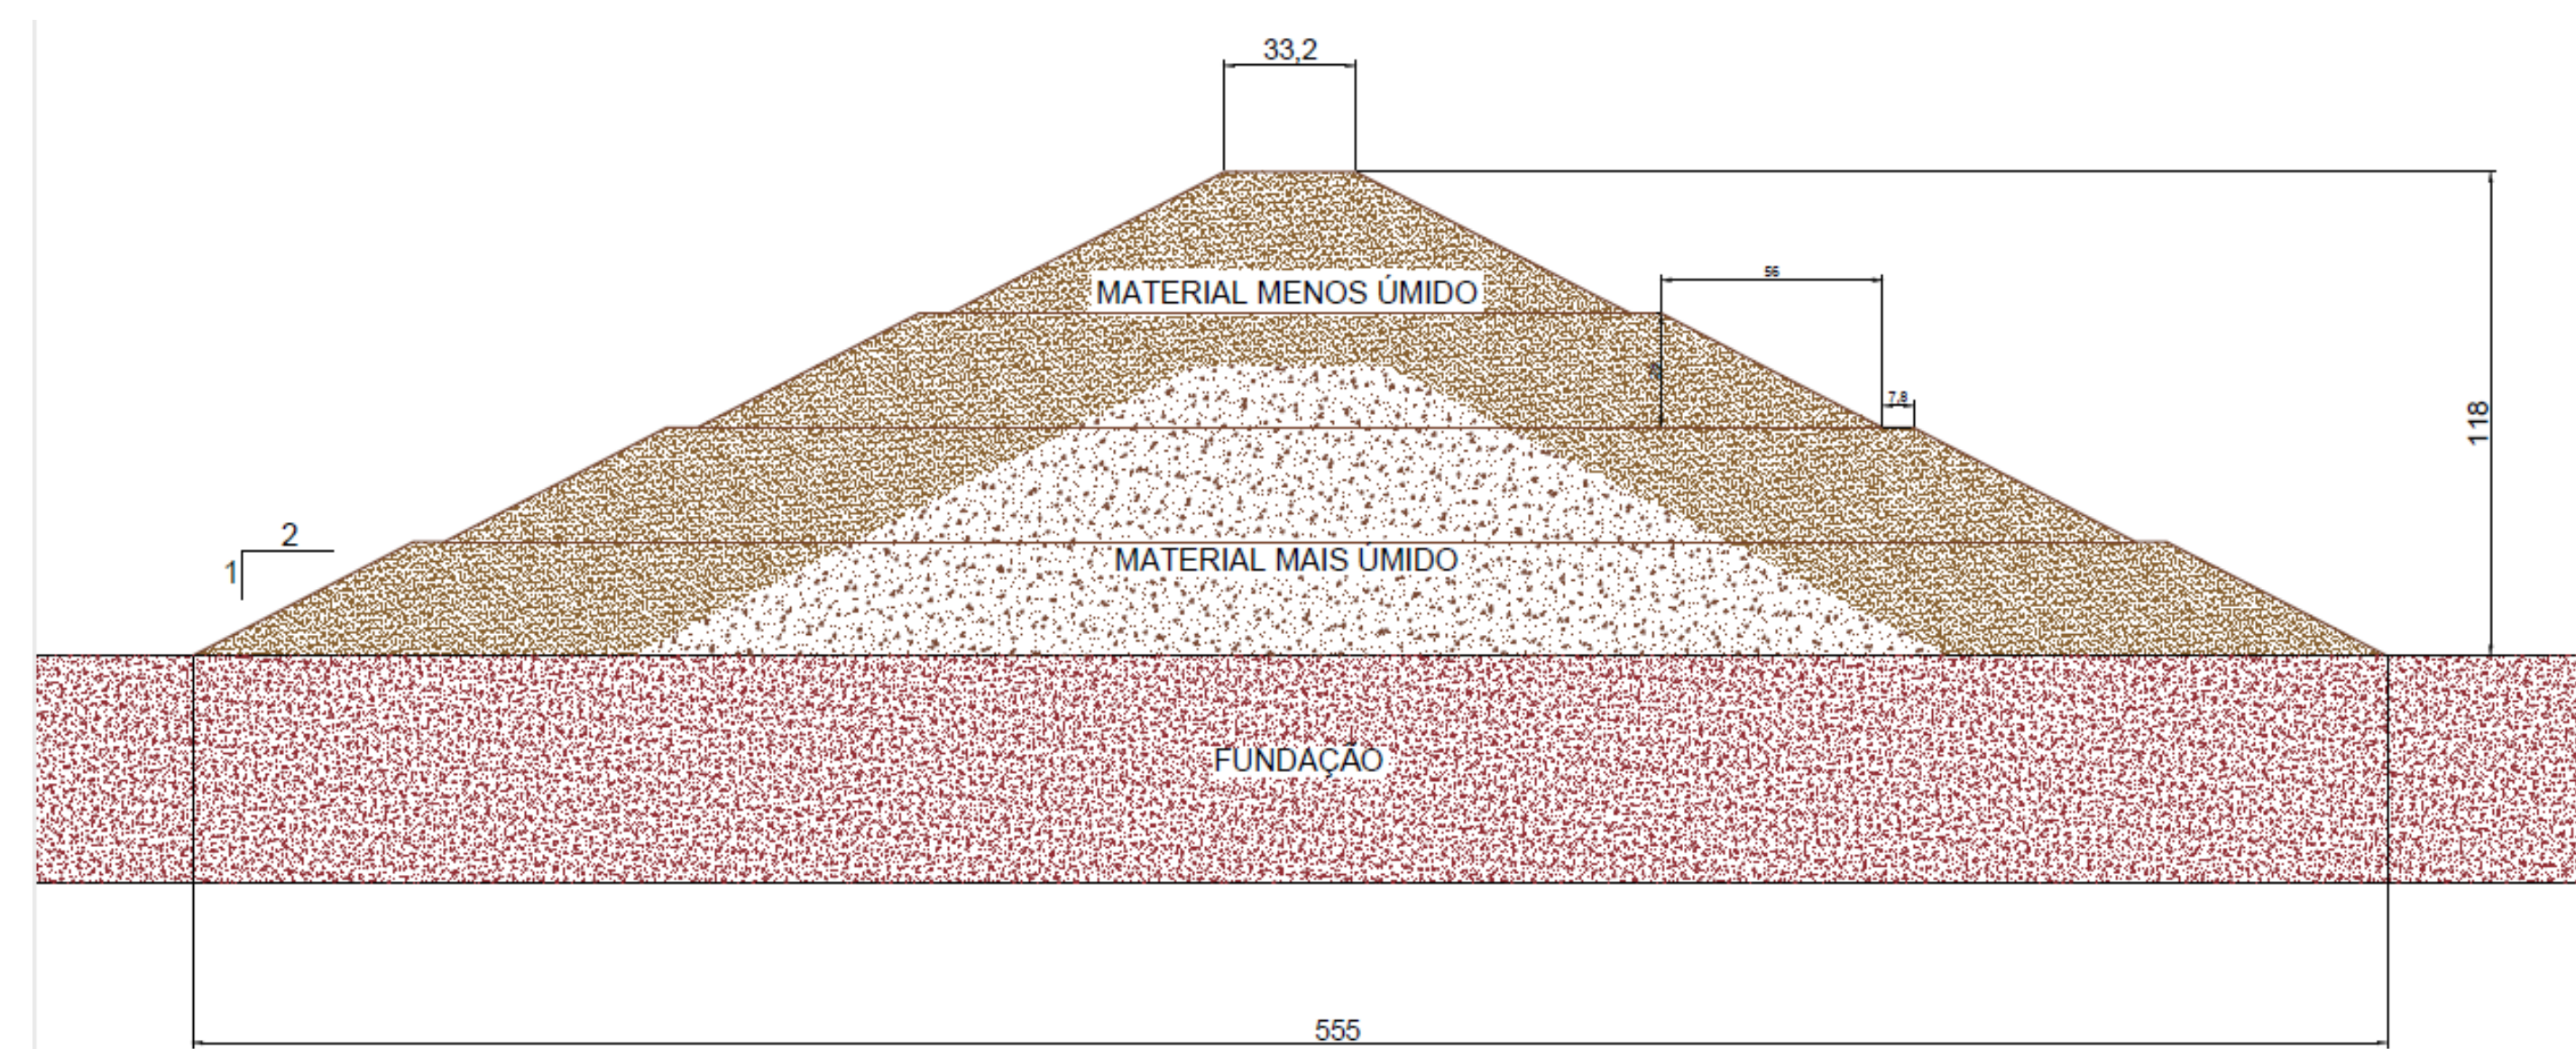 33,2
56
MATERIAL MENOS ÚMIDO
7,8
118
2
1
MATERIAL MAIS ÚMIDO
FUNDAÇÃO
555